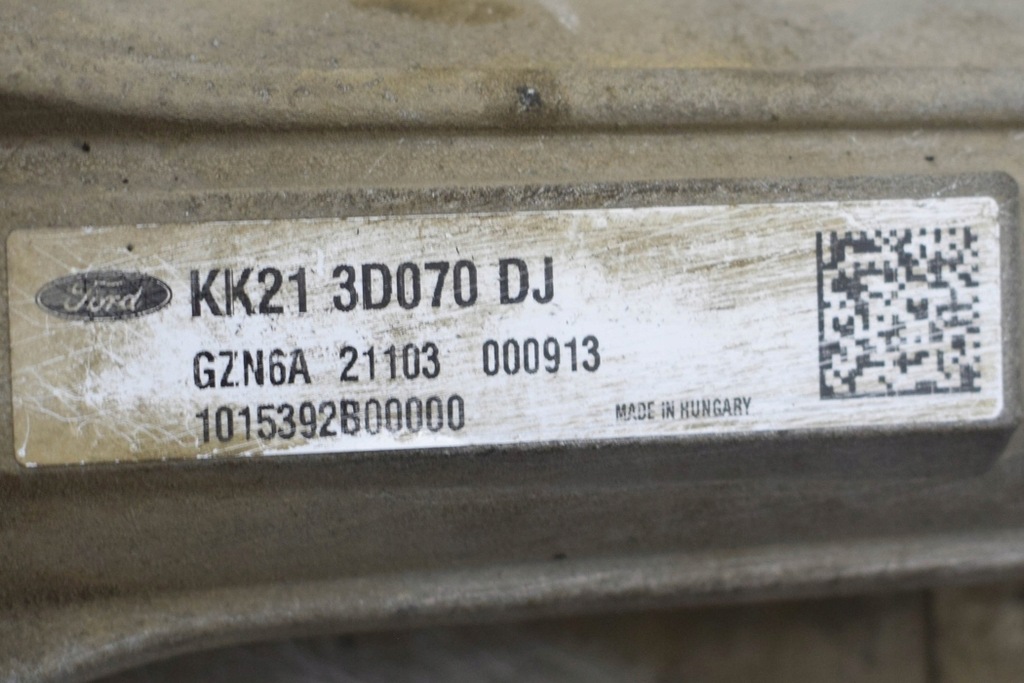 Ford
KK21 3D070 DJ
GZN6A 21103 000913
1015392B00000
MADE IN HUNGARY